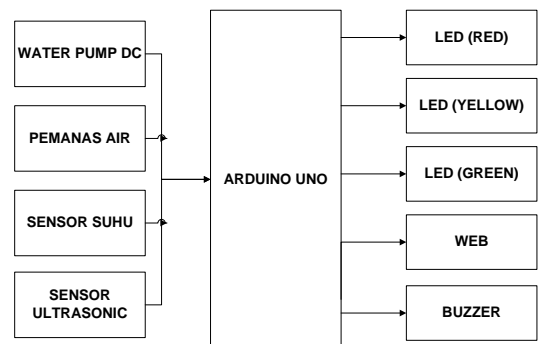 WATER PUMP DC
PEMANAS AIR
SENSOR SUHU
SENSOR
ULTRASONIC
ARDUINO UNO
LED (RED)
LED (YELLOW)
LED (GREEN)
WEB
BUZZER